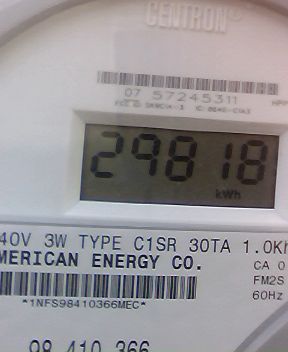 CENTRON®
07 57245311
29818
kWh
40V 3W TYPE C1SR 30TA 1.0Kh
MERICAN ENERGY CO.
CA 0
FM2S
60Hz
*1NFS98410366MEC*
98 410 366